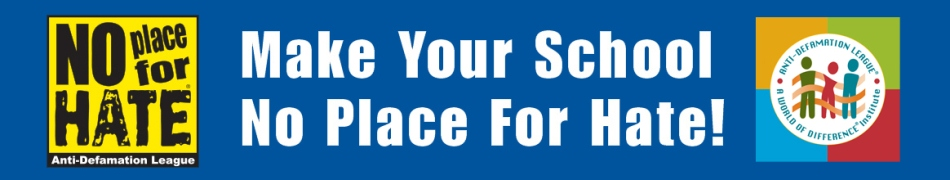 NO place
for
HATE®
Anti-Defamation League
Make Your School
No Place For Hate!
ANTI-DEFAMATION LEAGUE®
A WORLD OF DIFFERENCE® Institute